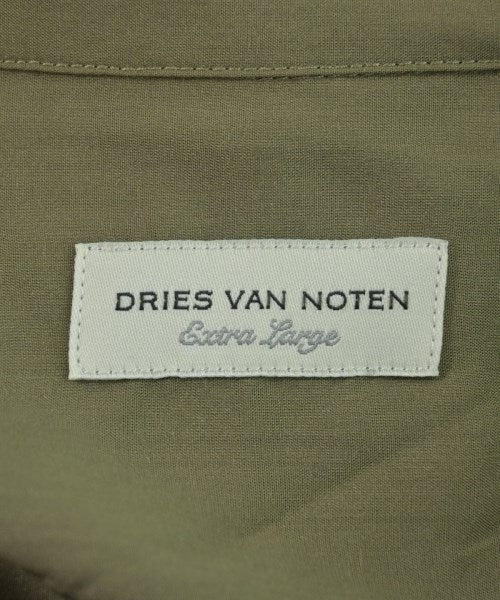 DRIES VAN NOTEN
Extra Large